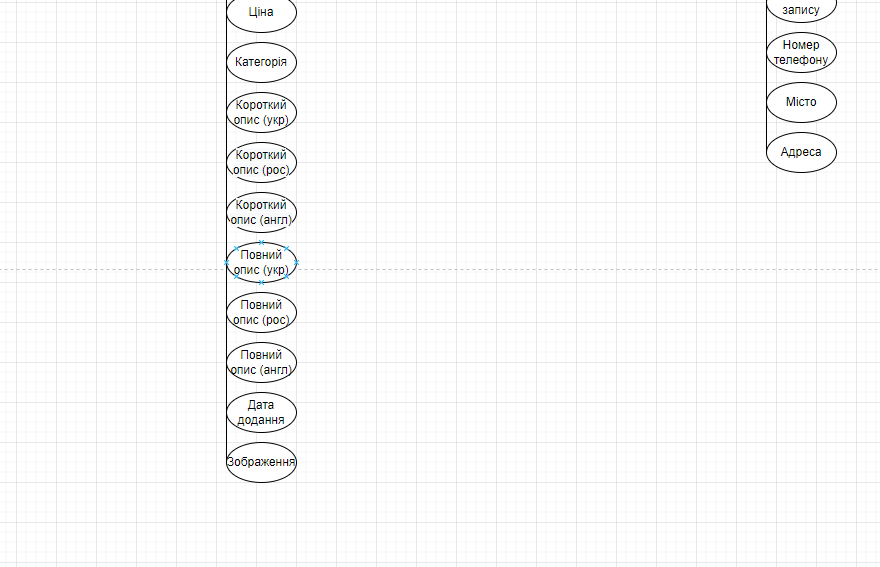 Ціна
Категорія
Короткий
опис (укр)
Короткий
опис (рос)
Короткий
опис (англ)
Повний
опис (укр)
Повний
опис (рос)
Повний
опис (англ)
Дата
додання
Зображення
запису
Номер
телефону
Місто
Адреса